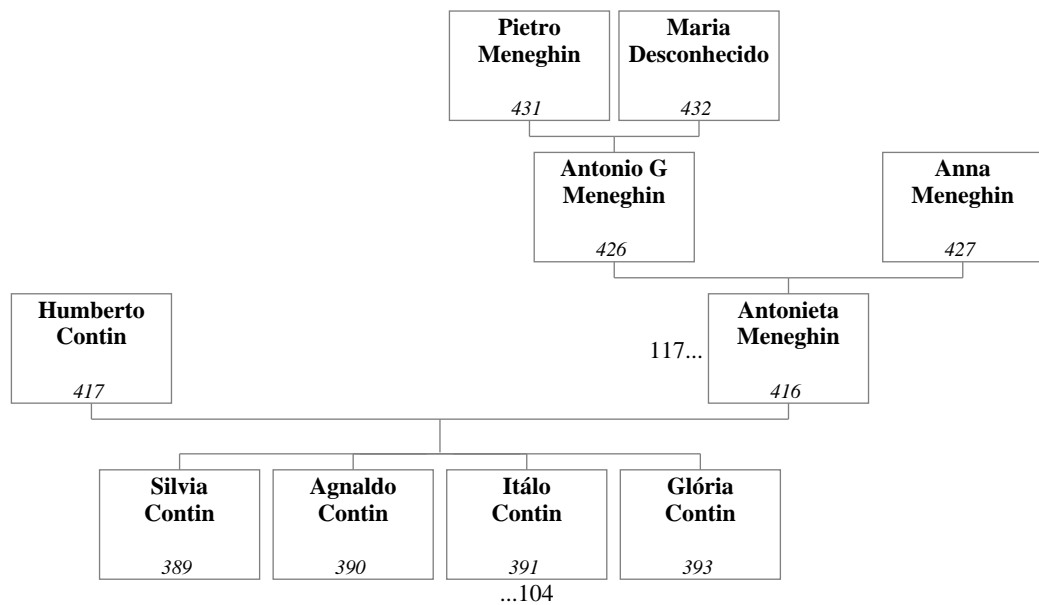 Pietro
Meneghin
431
Maria
Desconhecido
432
Antonio G
Meneghin
426
Anna
Meneghin
427
Humberto
Contin
417
117...
Antonieta
Meneghin
416
Silvia
Contin
389
Agnaldo
Contin
390
Itálo
Contin
391
Glória
Contin
393
...104